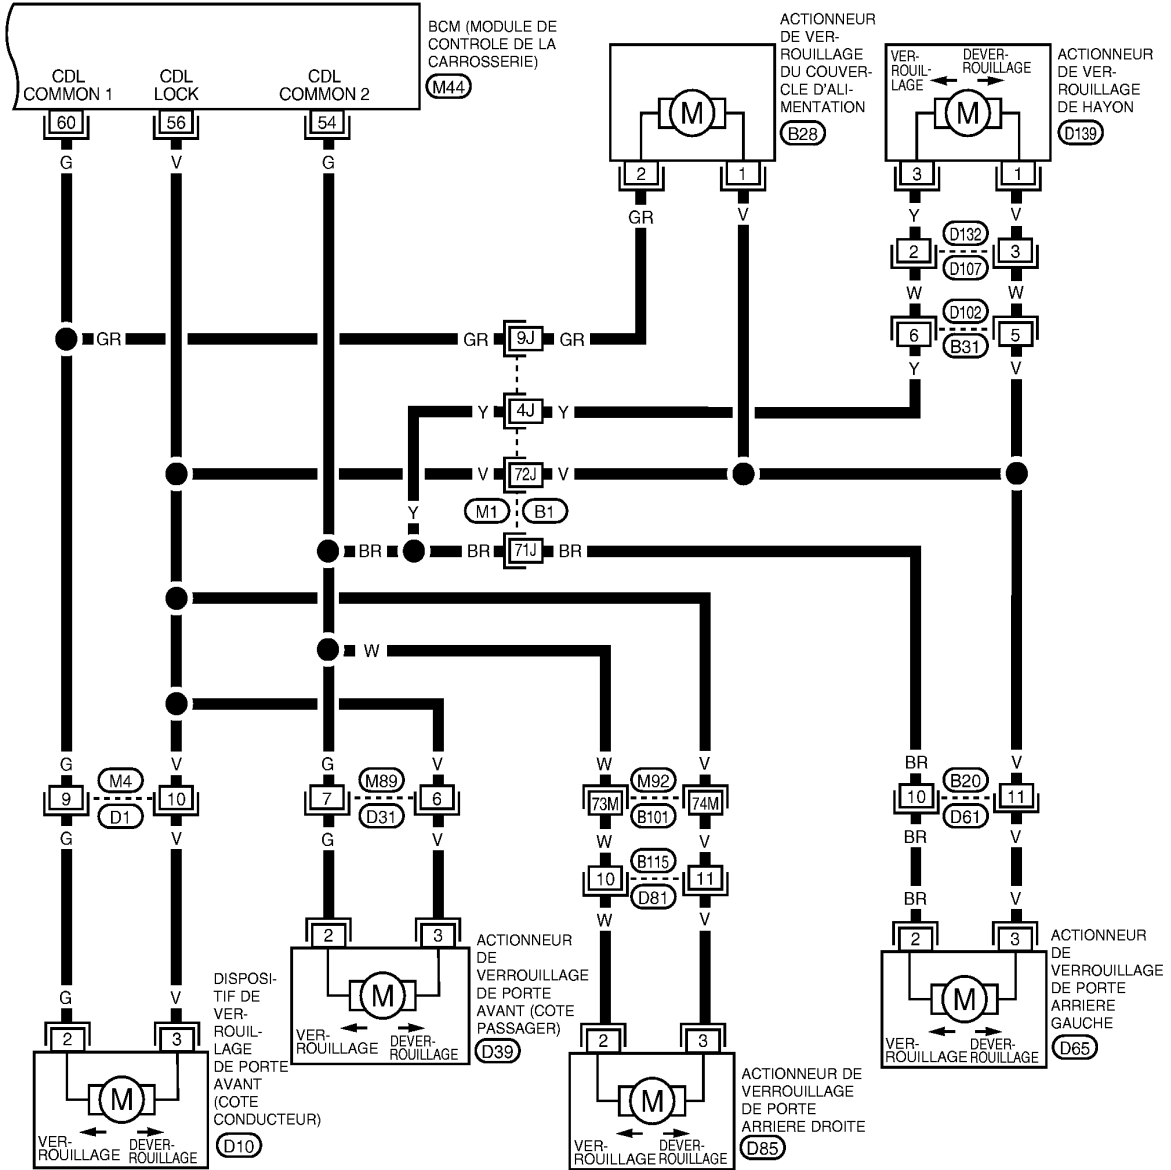 BCM (MODULE DE
CONTROLE DE LA
CARROSSERIE)
M44
CDL
COMMON 1
CDL
LOCK
CDL
COMMON 2
60
56
54
G
V
G
ACTIONNEUR
DE VER-
ROUILLAGE
DU COUVER-
CLE D'ALI-
MENTATION
B28
M
2
1
GR
V
VER-
ROUIL-
LAGE
DEVER-
ROUILLAGE
M
ACTIONNEUR
DE VER-
ROUILLAGE
DE HAYON
D139
3
1
Y
V
2
D132
D107
3
W
W
6
D102
B31
5
Y
V
GR
GR
9J
GR
Y
4J
Y
V
72J
V
Y
M1
B1
BR
BR
71J
BR
W
G
V
G
V
W
V
BR
V
9
M4
D1
10
7
M89
D31
6
73M
M92
B101
74M
10
B20
D61
11
G
V
G
V
W
V
BR
V
10
B115
D81
11
W
V
BR
V
2
3
2
3
G
V
2
3
2
3
M
VER-
ROUILLAGE
DEVER-
ROUILLAGE
ACTIONNEUR
DE
VERROUILLAGE
DE PORTE
AVANT (COTE
PASSAGER)
D39
M
VER-
ROUILLAGE
DEVER-
ROUILLAGE
ACTIONNEUR
DE
VERROUILLAGE
DE PORTE
ARRIERE
GAUCHE
D65
M
VER-
ROUILLAGE
DEVER-
ROUILLAGE
DISPOSI-
TIF DE
VER-
ROUIL-
LAGE
DE PORTE
AVANT
(COTE
CONDUCTEUR)
D10
M
VER-
ROUILLAGE
DEVER-
ROUILLAGE
ACTIONNEUR DE
VERROUILLAGE
DE PORTE
ARRIERE DROITE
D85